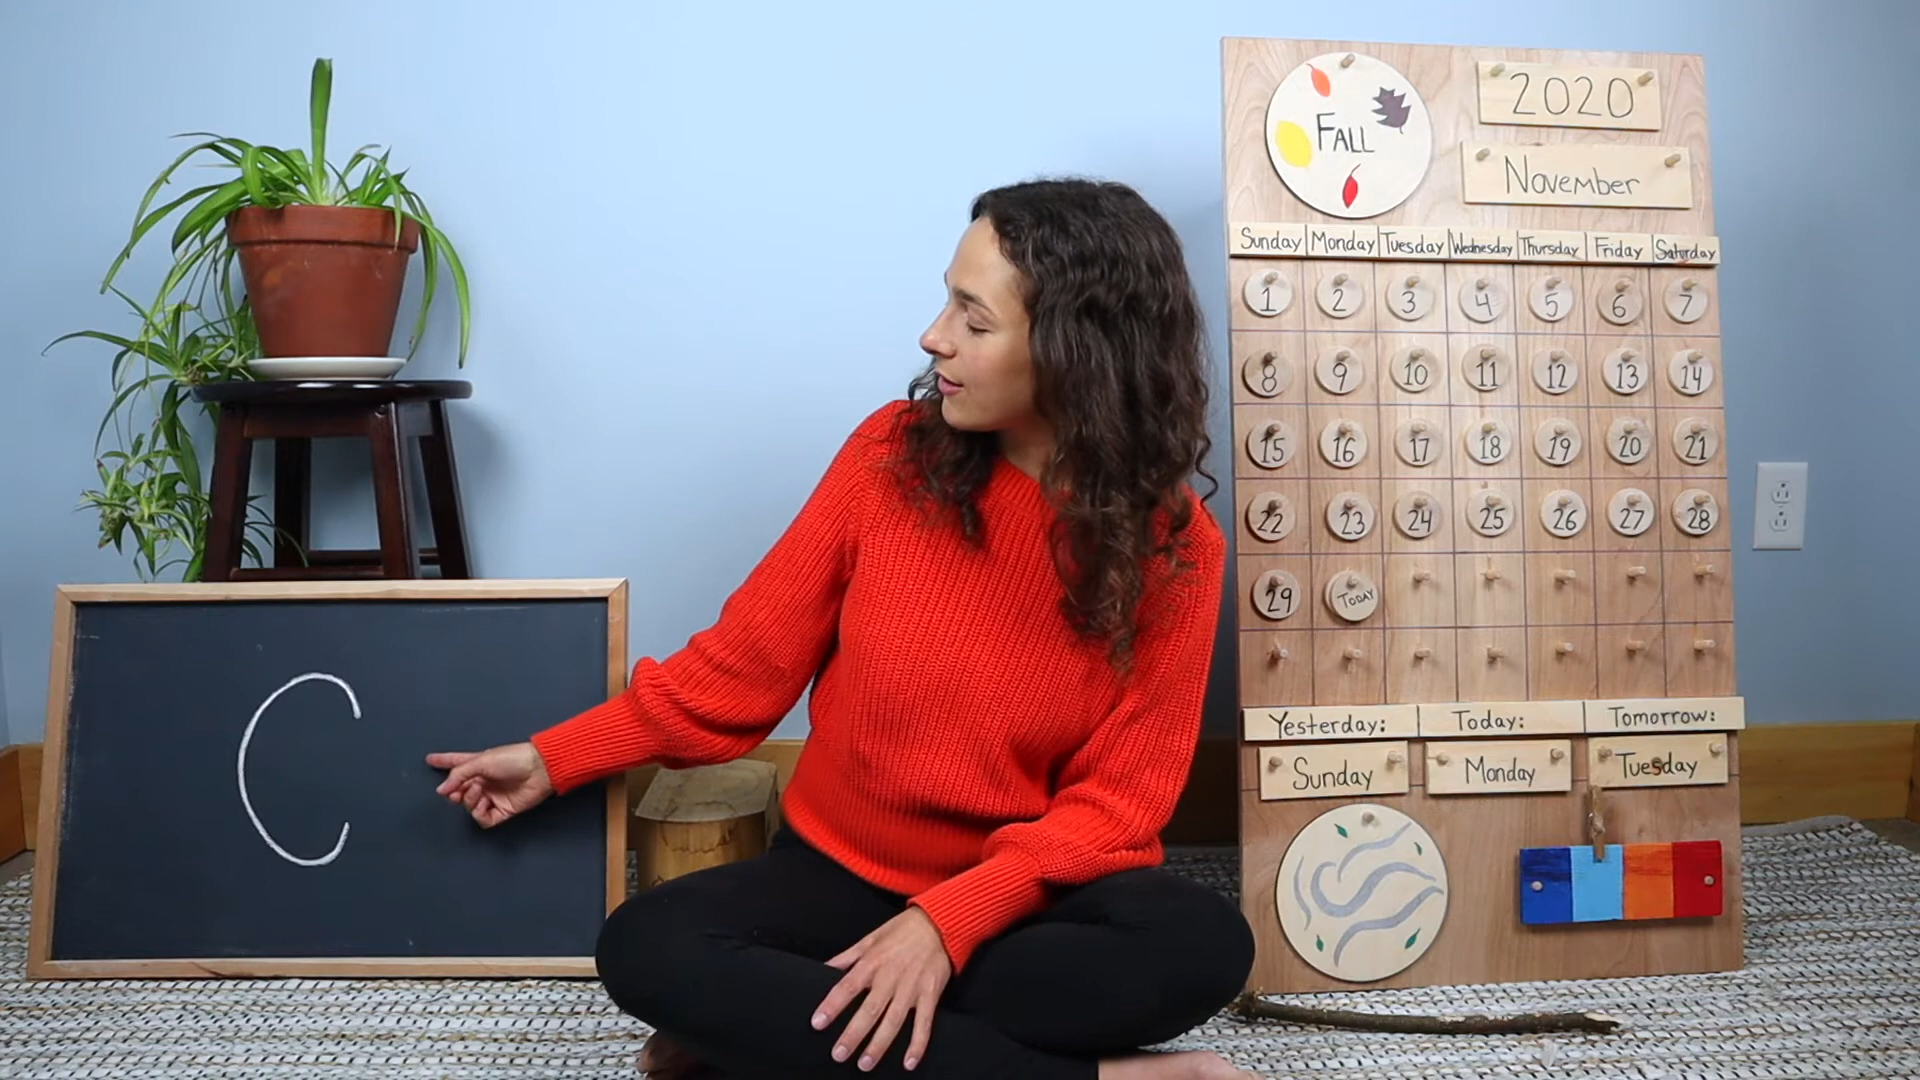 C
FALL
2020
November
Sunday Monday Tuesday Wednesday Thursday Friday Saturday
1 2 3 4 5 6 7
8 9 10 11 12 13 14
15 16 17 18 19 20 21
22 23 24 25 26 27 28
29 TODAY
Yesterday: Today: Tomorrow:
Sunday Monday Tuesday